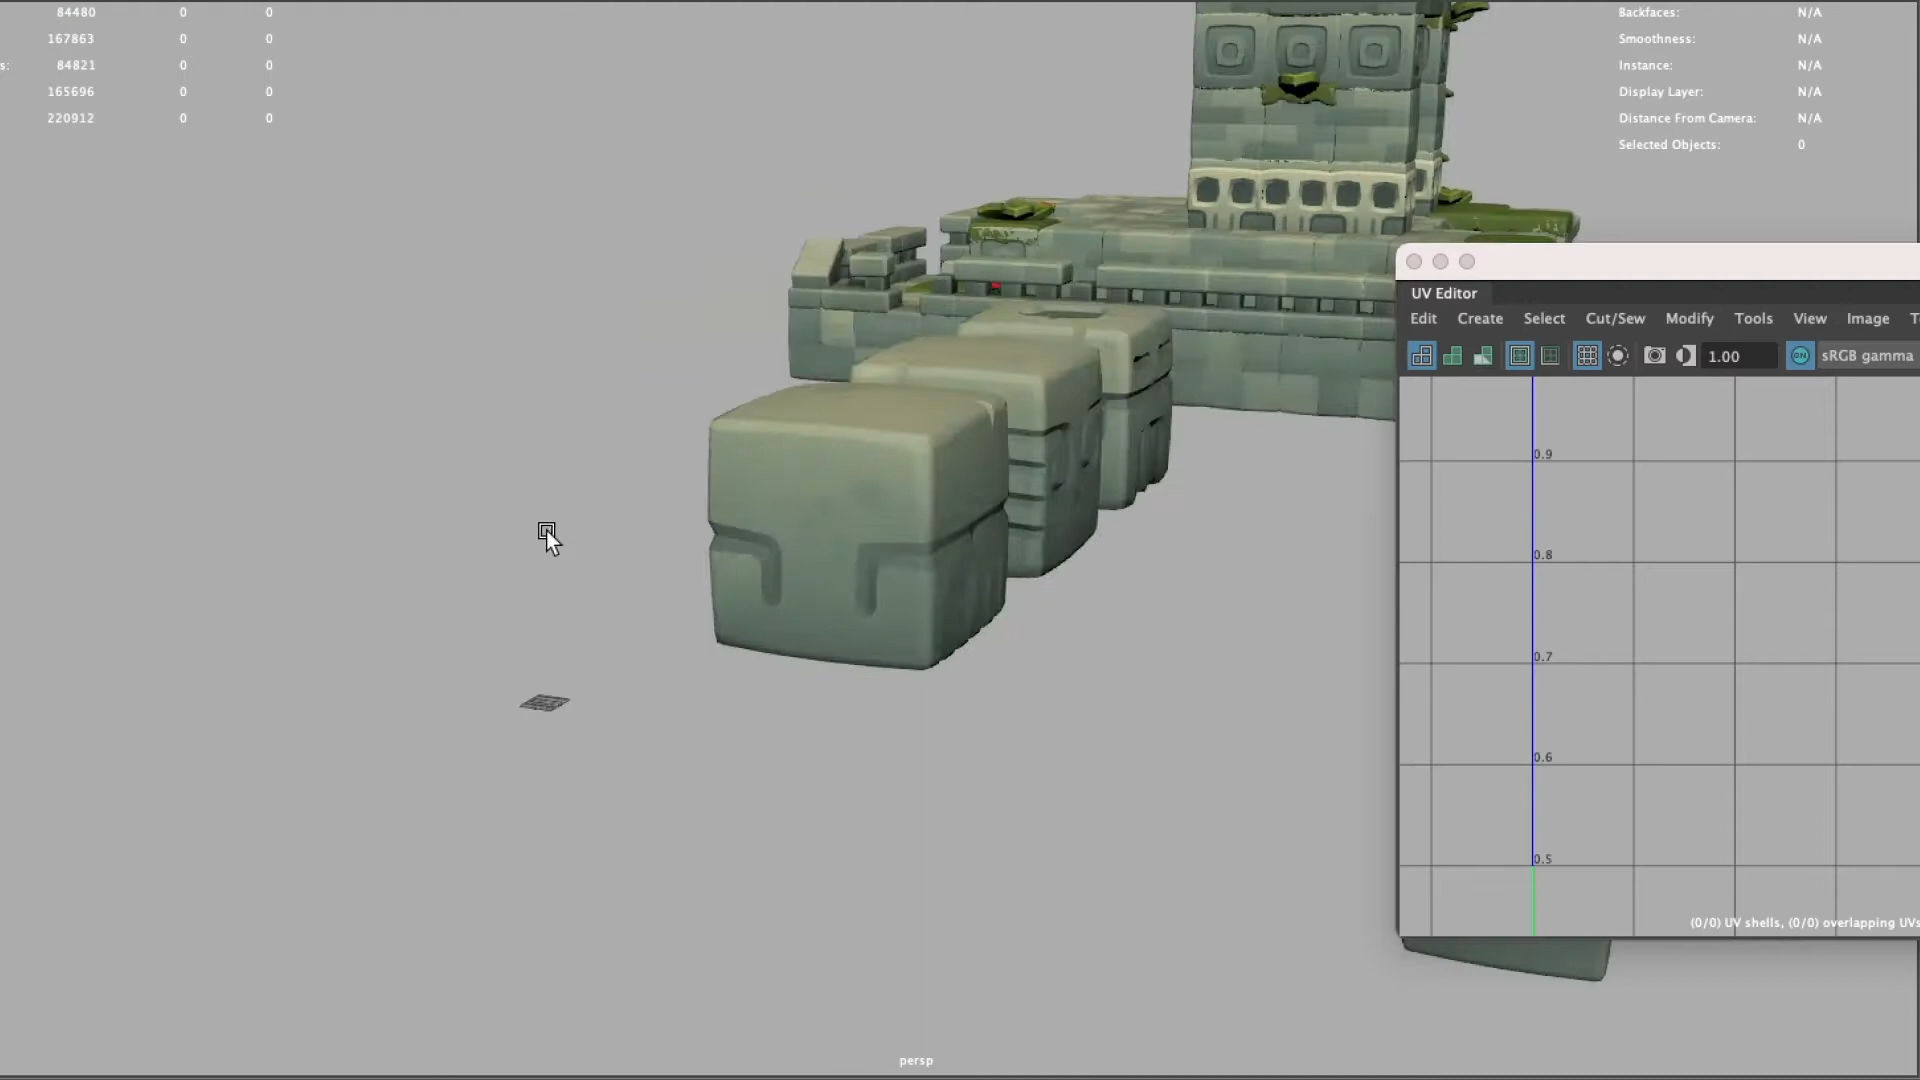 84480 0 0
167863 0 0
s: 84821 0 0
165696 0 0
220912 0 0
Backfaces: N/A
Smoothness: N/A
Instance: N/A
Display Layer: N/A
Distance From Camera: N/A
Selected Objects: 0
UV Editor
Edit Create Select Cut/Sew Modify Tools View Image T
1.00 ON sRGB gamma
0.9
0.8
0.7
0.6
0.5
(0/0) UV shells, (0/0) overlapping UVs
persp